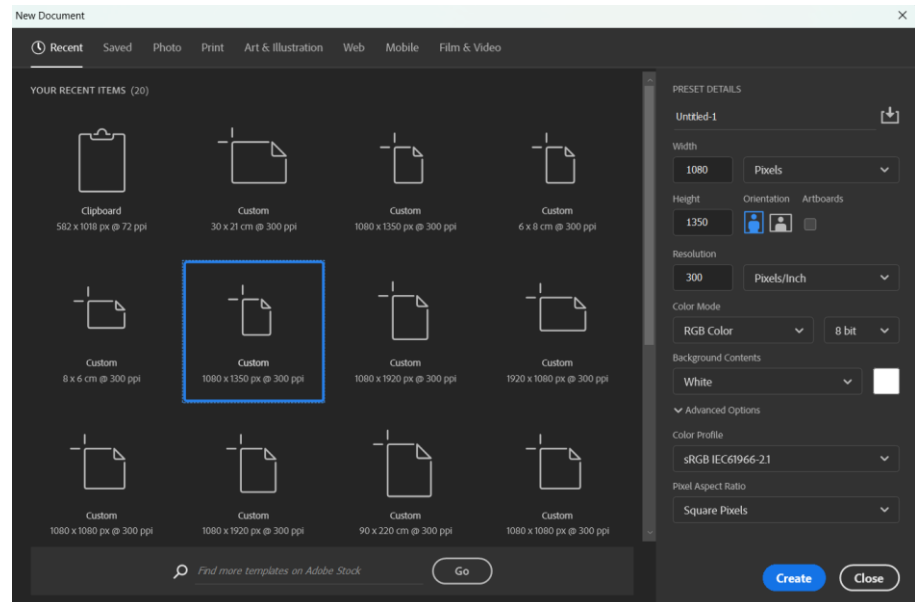 New Document
Recent Saved Photo Print Art & Illustration Web Mobile Film & Video
YOUR RECENT ITEMS (20)
Clipboard
582 x 1018 px @ 72 ppi
Custom
30 x 21 cm @ 300 ppi
Custom
1080 x 1350 px @ 300 ppi
Custom
6 x 8 cm @ 300 ppi
Custom
8 x 6 cm @ 300 ppi
Custom
1080 x 1350 px @ 300 ppi
Custom
1080 x 1920 px @ 300 ppi
Custom
1920 x 1080 px @ 300 ppi
Custom
1080 x 1080 px @ 300 ppi
Custom
1080 x 1920 px @ 300 ppi
Custom
90 x 220 cm @ 300 ppi
Custom
1080 x 1080 px @ 300 ppi
Find more templates on Adobe Stock Go
PRESET DETAILS
Untitled-1
Width
1080 Pixels
Height Orientation Artboards
1350
Resolution
300 Pixels/Inch
Color Mode
RGB Color 8 bit
Background Contents
White
Advanced Options
Color Profile
sRGB IEC61966-2.1
Pixel Aspect Ratio
Square Pixels
Create Close